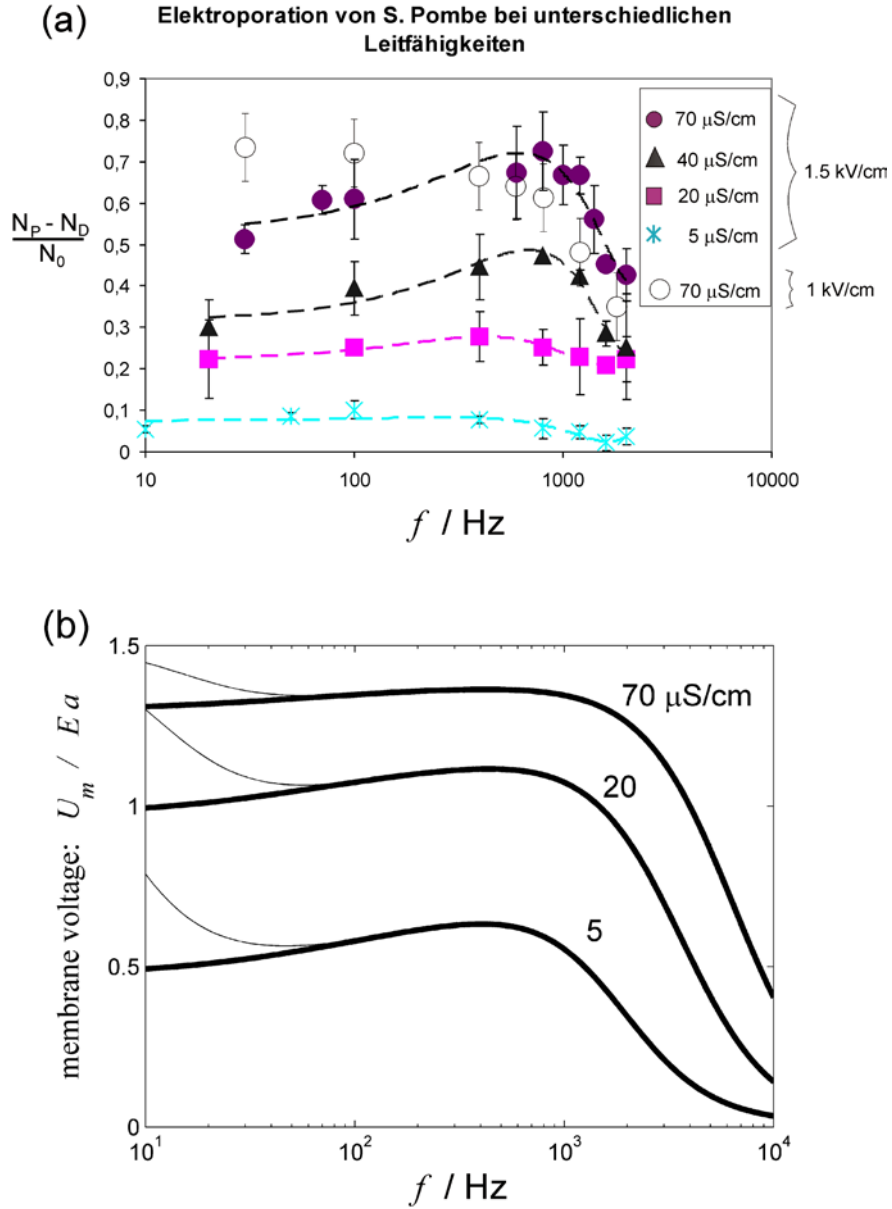 (a)
Elektroporation von S. Pombe bei unterschiedlichen
Leitfähigkeiten
N_P - N_D
N_0
0,9
0,8
0,7
0,6
0,5
0,4
0,3
0,2
0,1
0
10
100
1000
10000
f / Hz
70 μS/cm
40 μS/cm
20 μS/cm
5 μS/cm
1.5 kV/cm
70 μS/cm
1 kV/cm
(b)
membrane voltage: U_m / E a
1.5
1
0.5
0
70 μS/cm
20
5
10^1
10^2
10^3
10^4
f / Hz